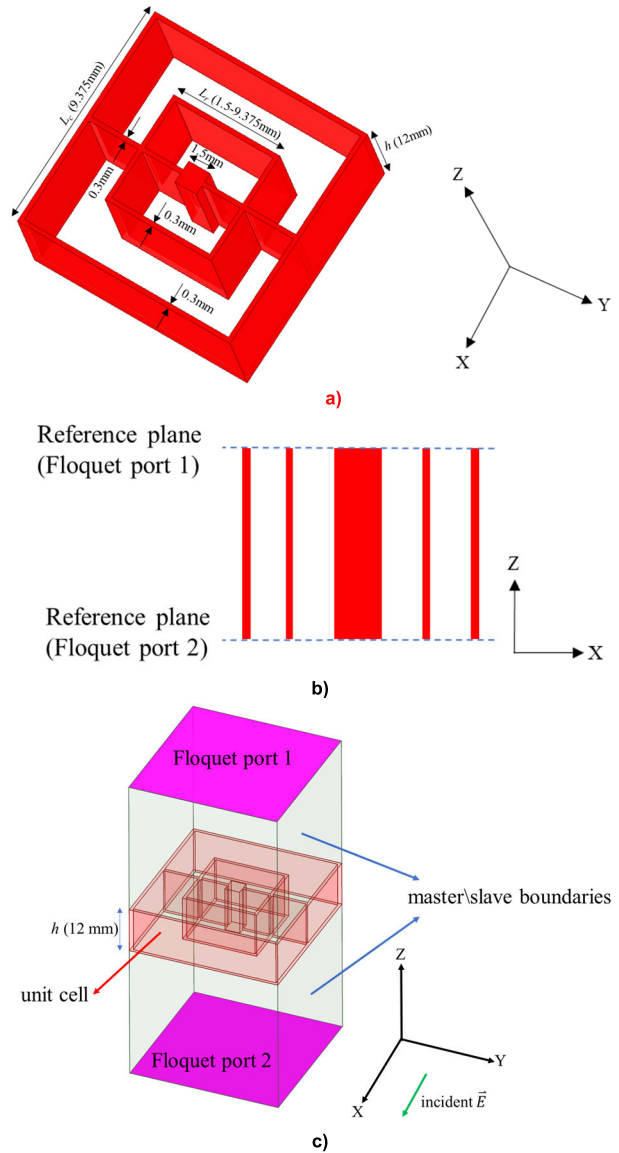 L_c (9.375mm)
L_r (1.5-9.375mm)
h (12mm)
1.5mm
0.3mm
0.3mm
0.3mm
Z
Y
X
a)
Reference plane
(Floquet port 1)
Reference plane
(Floquet port 2)
Z
X
b)
Floquet port 1
master\slave boundaries
h (12 mm)
unit cell
Floquet port 2
Z
Y
X
incident E⃗
c)